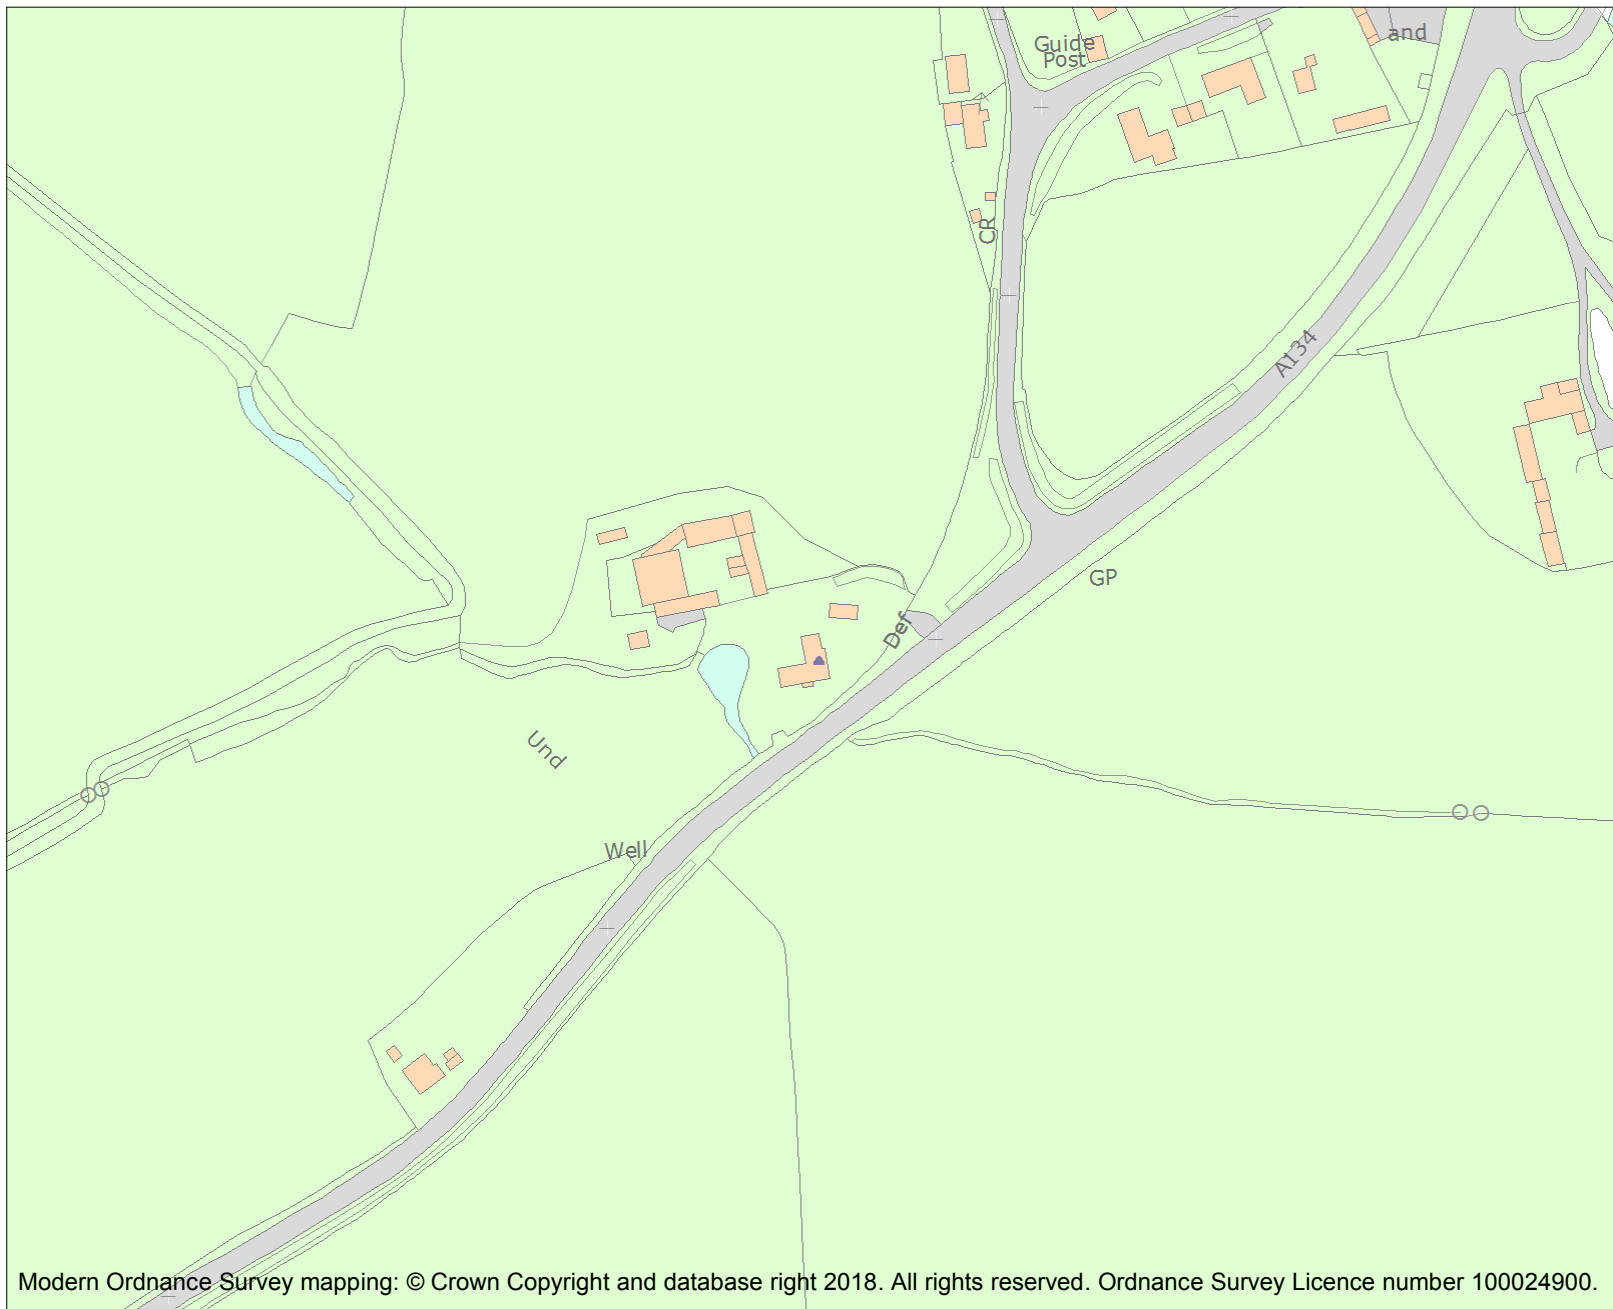 and
Guide
Post
CR
A134
GP
Def
Und
Well
Modern Ordnance Survey mapping: © Crown Copyright and database right 2018. All rights reserved. Ordnance Survey Licence number 100024900.